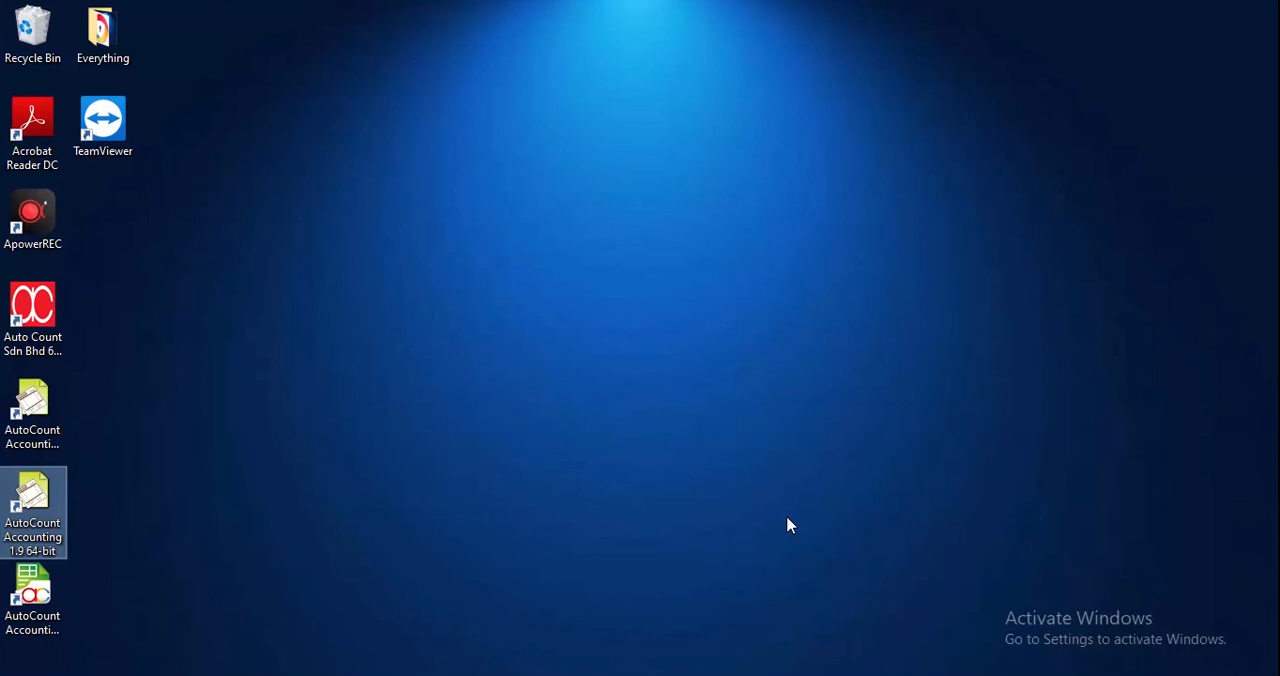 Recycle Bin
Everything
Acrobat
Reader DC
TeamViewer
ApowerREC
Auto Count
Sdn Bhd 6...
AutoCount
Accounti...
AutoCount
Accounting
1.9 64-bit
AutoCount
Accounti...
Activate Windows
Go to Settings to activate Windows.